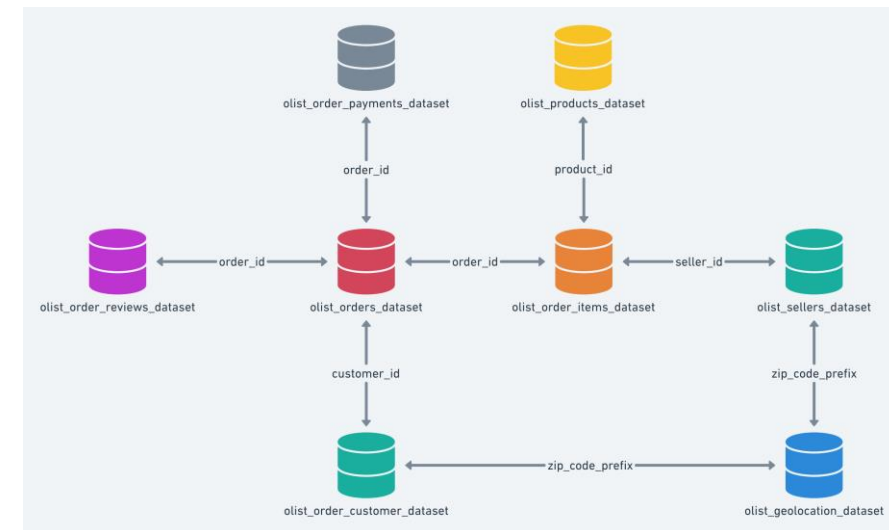 olist_order_payments_dataset
olist_products_dataset
order_id
product_id
order_id
order_id
seller_id
olist_order_reviews_dataset
olist_orders_dataset
olist_order_items_dataset
olist_sellers_dataset
customer_id
zip_code_prefix
zip_code_prefix
olist_order_customer_dataset
olist_geolocation_dataset